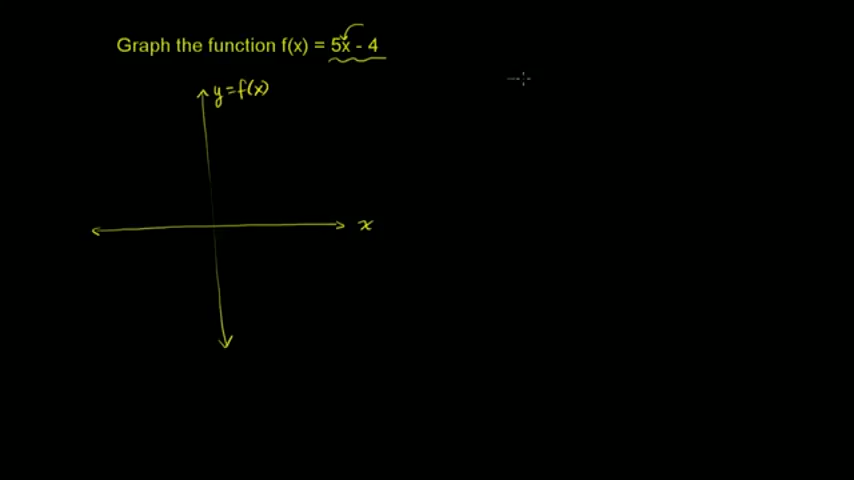 Graph the function f(x) = 5x - 4
y = f(x)
x